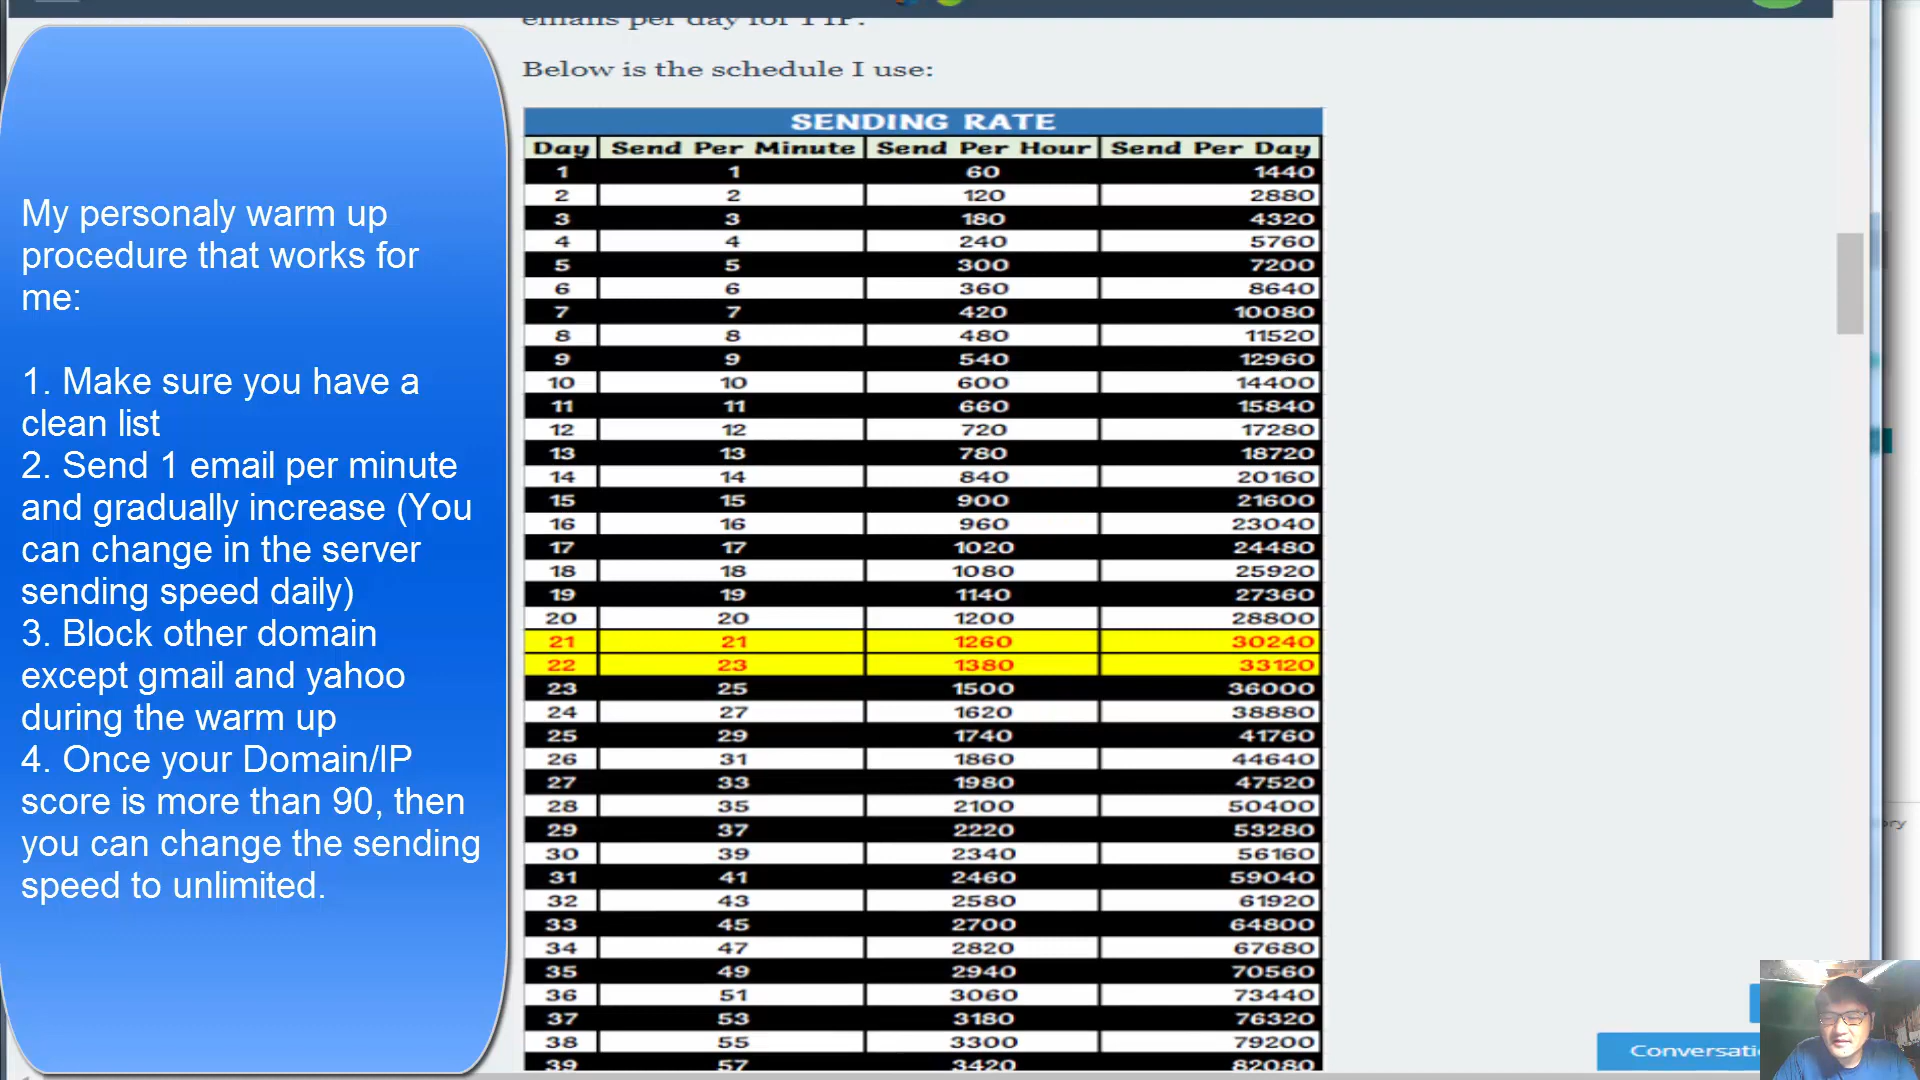 emails per day for 1 IP.
Below is the schedule I use:
My personaly warm up
procedure that works for
me:
1. Make sure you have a
clean list
2. Send 1 email per minute
and gradually increase (You
can change in the server
sending speed daily)
3. Block other domain
except gmail and yahoo
during the warm up
4. Once your Domain/IP
score is more than 90, then
you can change the sending
speed to unlimited.
SENDING RATE
Day Send Per Minute Send Per Hour Send Per Day
1 1 60 1440
2 2 120 2880
3 3 180 4320
4 4 240 5760
5 5 300 7200
6 6 360 8640
7 7 420 10080
8 8 480 11520
9 9 540 12960
10 10 600 14400
11 11 660 15840
12 12 720 17280
13 13 780 18720
14 14 840 20160
15 15 900 21600
16 16 960 23040
17 17 1020 24480
18 18 1080 25920
19 19 1140 27360
20 20 1200 28800
21 21 1260 30240
22 23 1380 33120
23 25 1500 36000
24 27 1620 38880
25 29 1740 41760
26 31 1860 44640
27 33 1980 47520
28 35 2100 50400
29 37 2220 53280
30 39 2340 56160
31 41 2460 59040
32 43 2580 61920
33 45 2700 64800
34 47 2820 67680
35 49 2940 70560
36 51 3060 73440
37 53 3180 76320
38 55 3300 79200
39 57 3420 82080
Conversati